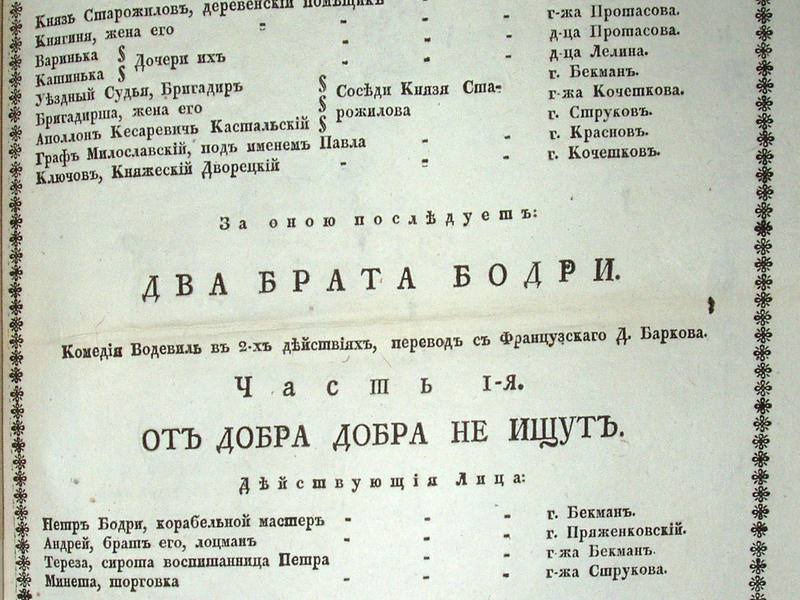 Князь Старожиловъ, деревенскій помѣщикъ - -
Княгиня, жена его - - - г-жа Протасова.
Варинька § Дочери ихъ - - - д-ца Протасова.
Катинька § - - - д-ца Лелина.
Уѣздный Судья, Бригадиръ § Сосѣди Князя Ста- г. Бекманъ.
Бригадирша, жена его § рожилова г-жа Кочешкова.
Аполлонъ Кесаревичь Кастальскій § г. Струковъ.
Графъ Милославскій, подъ именемъ Павла - - г. Красновъ.
Ключовъ, Княжескій Дворецкій - - - г. Кочешковъ.
За оною послѣдуетъ:
ДВА БРАТА БОДРИ.
Комедія Водевиль въ 2-хъ дѣйствіяхъ, переводъ съ Французскаго Д. Баркова.
Часть 1-я.
ОТЪ ДОБРА ДОБРА НЕ ИЩУТЪ.
Дѣйствующія Лица:
Петръ Бодри, корабельной мастеръ - - - г. Бекманъ.
Андрей, братъ его, лоцманъ - - - г. Пряженковскій.
Тереза, сирота воспитанница Петра - - г-жа Бекманъ.
Минета, торговка - - - г-жа Струкова.